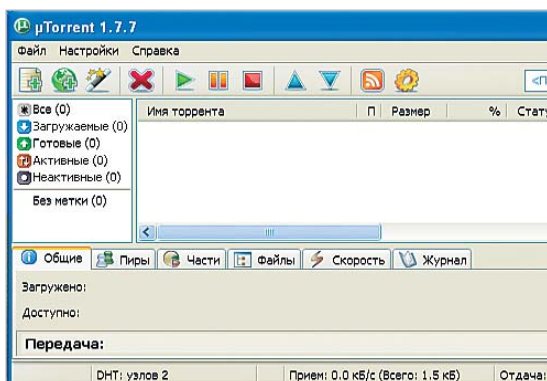 µTorrent 1.7.7
Файл Настройки Справка
<П
Все (0)
Загружаемые (0)
Готовые (0)
Активные (0)
Неактивные (0)
Без метки (0)
Имя торрента П Размер % Стату
Общие Пиры Части Файлы Скорость Журнал
Загружено:
Доступно:
Передача:
DHT: узлов 2 Прием: 0.0 кБ/с (Всего: 1.5 кБ) Отдача: